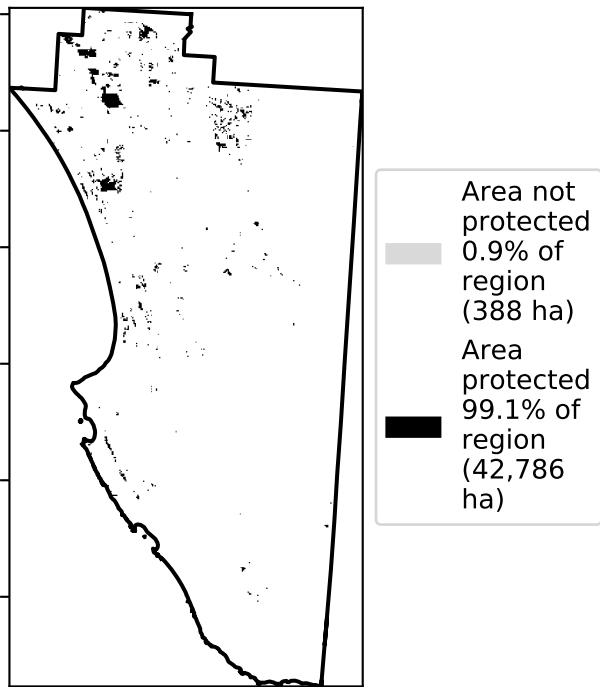 Area not
protected
0.9% of
region
(388 ha)
Area
protected
99.1% of
region
(42,786
ha)